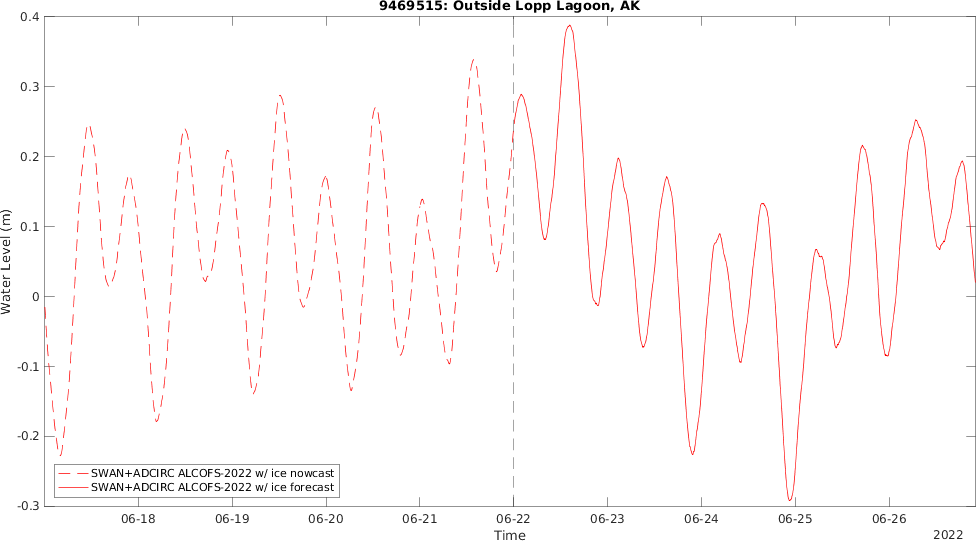 9469515: Outside Lopp Lagoon, AK
0.4
0.3
0.2
0.1
0
-0.1
-0.2
-0.3
Water Level (m)
SWAN+ADCIRC ALCOFS-2022 w/ ice nowcast
SWAN+ADCIRC ALCOFS-2022 w/ ice forecast
06-18 06-19 06-20 06-21 06-22 06-23 06-24 06-25 06-26
Time
2022